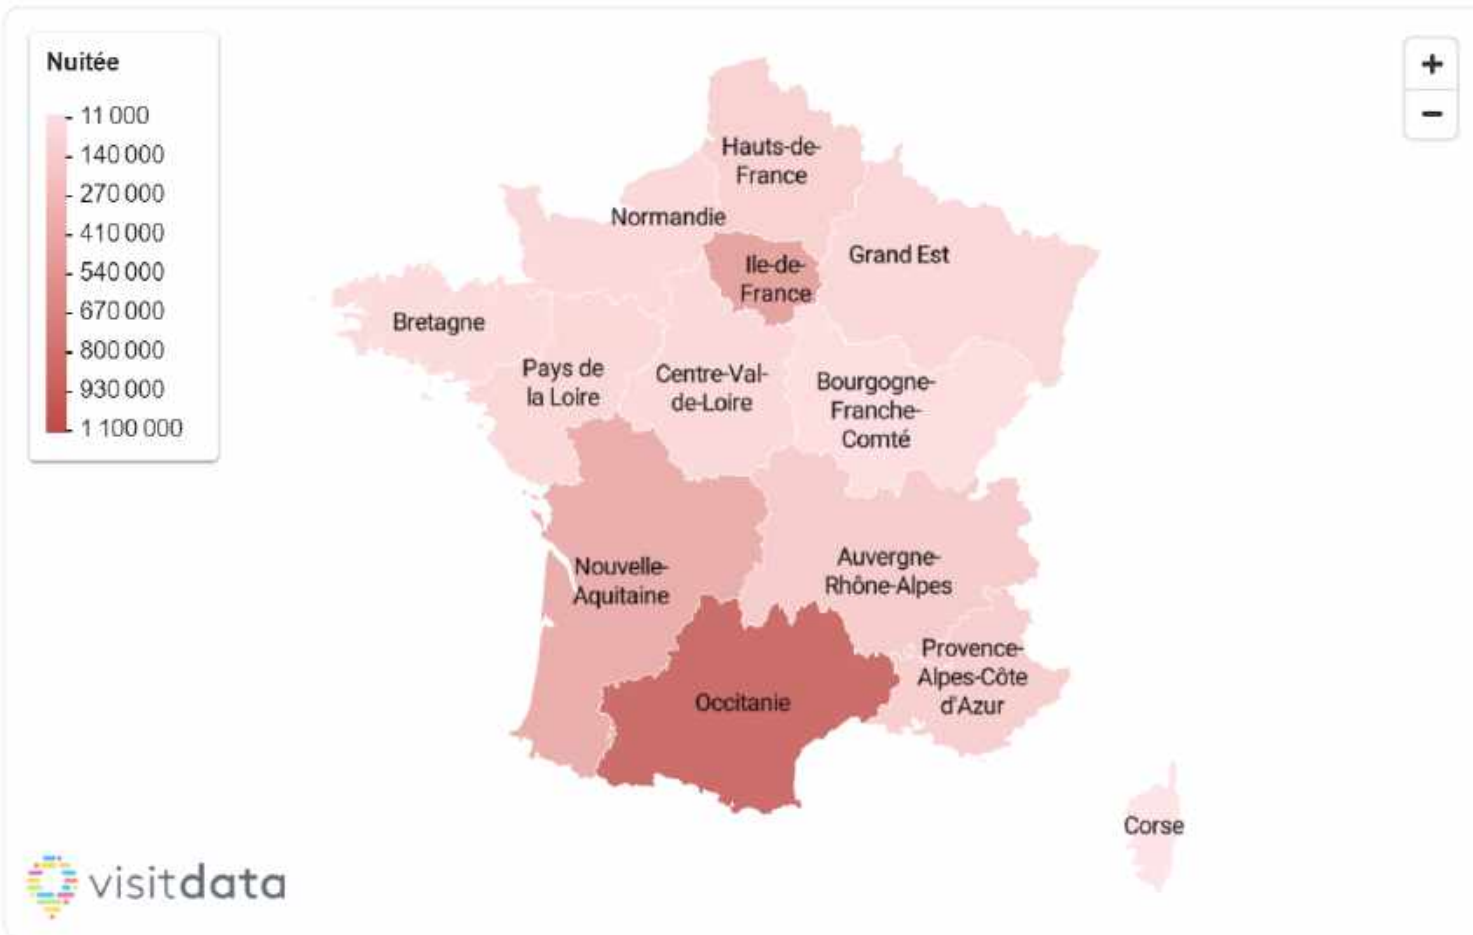 Nuitée
11 000
140 000
270 000
410 000
540 000
670 000
800 000
930 000
1 100 000
+
−
Hauts-de-
France
Normandie
Ile-de-
France
Grand Est
Bretagne
Pays de
la Loire
Centre-Val-
de-Loire
Bourgogne-
Franche-
Comté
Nouvelle-
Aquitaine
Auvergne-
Rhône-Alpes
Provence-
Alpes-Côte
d'Azur
Occitanie
Corse
visitdata